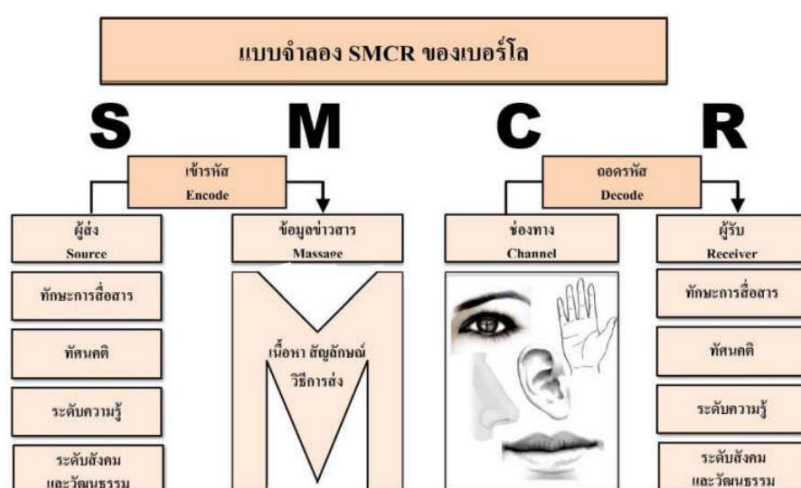 แบบจำลอง SMCR ของเบอร์โล
S M C R
เข้ารหัส
Encode
ถอดรหัส
Decode
ผู้ส่ง
Source
ข้อมูลข่าวสาร
Massage
ช่องทาง
Channel
ผู้รับ
Receiver
ทักษะการสื่อสาร
ทัศนคติ
ระดับความรู้
ระดับสังคม
และวัฒนธรรม
เนื้อหา สัญลักษณ์
วิธีการส่ง
ทักษะการสื่อสาร
ทัศนคติ
ระดับความรู้
ระดับสังคม
และวัฒนธรรม